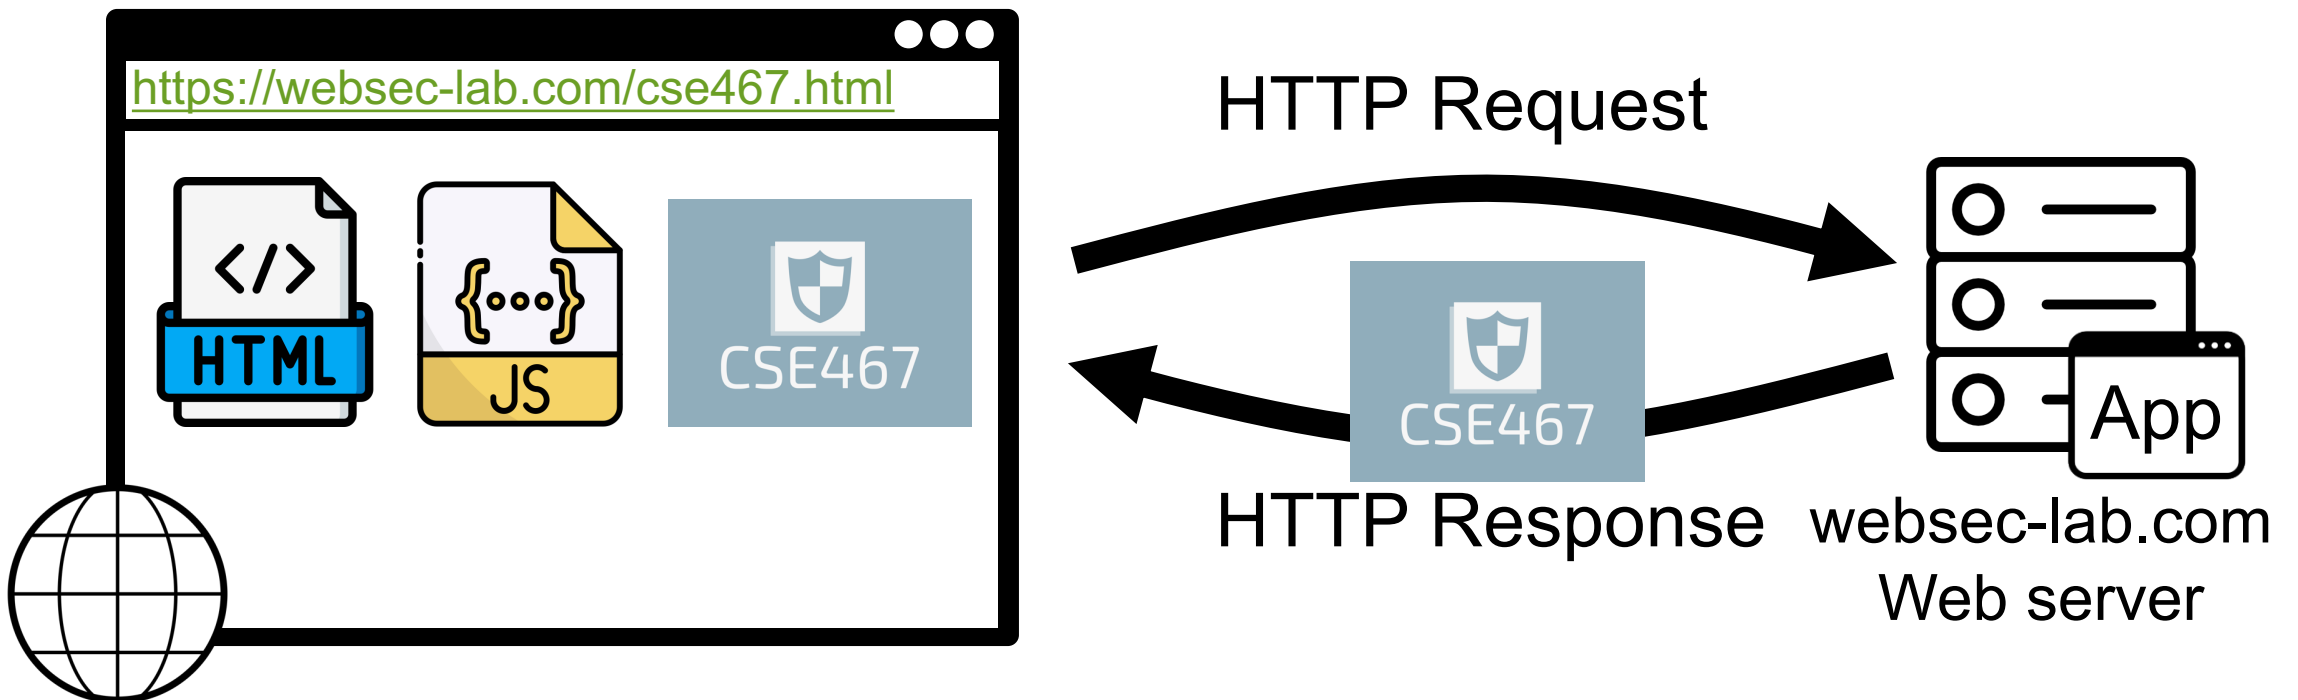 https://websec-lab.com/cse467.html
</>
HTML
{...}
JS
CSE467
HTTP Request
CSE467
HTTP Response
App
websec-lab.com
Web server